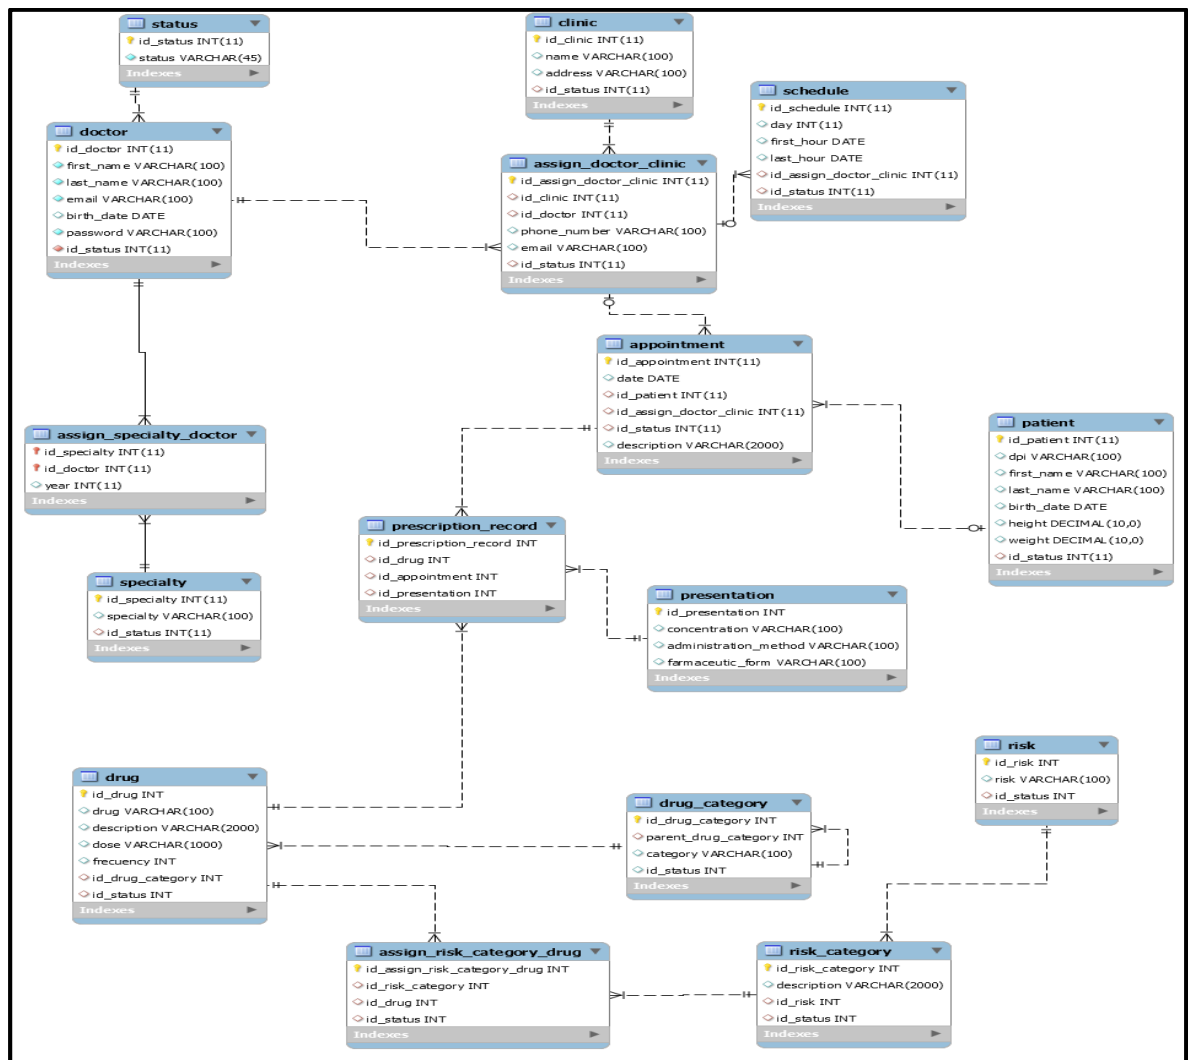 status
id_status INT(11)
status VARCHAR(45)
Indexes
clinic
id_clinic INT(11)
name VARCHAR(100)
address VARCHAR(100)
id_status INT(11)
Indexes
schedule
id_schedule INT(11)
day INT(11)
first_hour DATE
last_hour DATE
id_assign_doctor_clinic INT(11)
id_status INT(11)
Indexes
doctor
id_doctor INT(11)
first_name VARCHAR(100)
last_name VARCHAR(100)
email VARCHAR(100)
birth_date DATE
password VARCHAR(100)
id_status INT(11)
Indexes
assign_doctor_clinic
id_assign_doctor_clinic INT(11)
id_clinic INT(11)
id_doctor INT(11)
phone_number VARCHAR(100)
email VARCHAR(100)
id_status INT(11)
Indexes
appointment
id_appointment INT(11)
date DATE
id_patient INT(11)
id_assign_doctor_clinic INT(11)
id_status INT(11)
description VARCHAR(2000)
Indexes
patient
id_patient INT(11)
dpi VARCHAR(100)
first_name VARCHAR(100)
last_name VARCHAR(100)
birth_date DATE
height DECIMAL(10,0)
weight DECIMAL(10,0)
id_status INT(11)
Indexes
assign_specialty_doctor
id_specialty INT(11)
id_doctor INT(11)
year INT(11)
Indexes
prescription_record
id_prescription_record INT
id_drug INT
id_appointment INT
id_presentation INT
Indexes
specialty
id_specialty INT(11)
specialty VARCHAR(100)
id_status INT(11)
Indexes
presentation
id_presentation INT
concentration VARCHAR(100)
administration_method VARCHAR(100)
farmaceutic_form VARCHAR(100)
Indexes
risk
id_risk INT
risk VARCHAR(100)
id_status INT
Indexes
drug
id_drug INT
drug VARCHAR(100)
description VARCHAR(2000)
dose VARCHAR(1000)
frecuency INT
id_drug_category INT
id_status INT
Indexes
drug_category
id_drug_category INT
parent_drug_category INT
category VARCHAR(100)
id_status INT
Indexes
assign_risk_category_drug
id_assign_risk_category_drug INT
id_risk_category INT
id_drug INT
id_status INT
Indexes
risk_category
id_risk_category INT
description VARCHAR(2000)
id_risk INT
id_status INT
Indexes